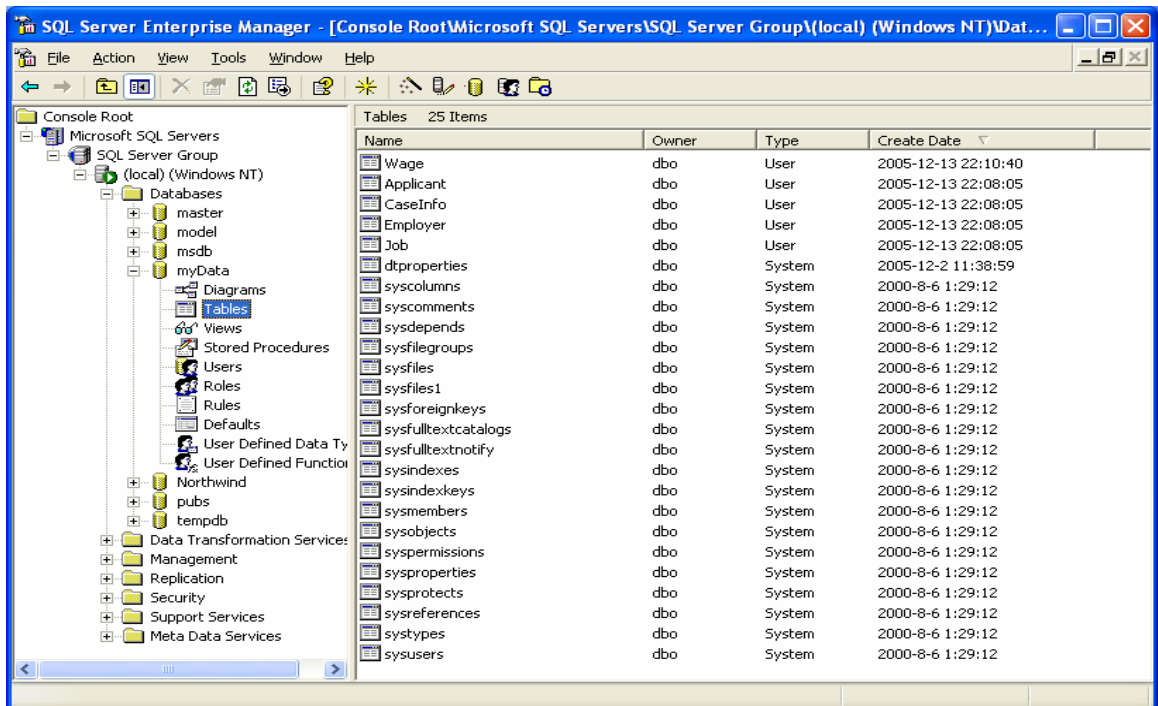 SQL Server Enterprise Manager - [Console Root\Microsoft SQL Servers\SQL Server Group\(local) (Windows NT)\Dat...
File Action View Tools Window Help
Console Root
Microsoft SQL Servers
SQL Server Group
(local) (Windows NT)
Databases
master
model
msdb
myData
Diagrams
Tables
Views
Stored Procedures
Users
Roles
Rules
Defaults
User Defined Data Ty
User Defined Function
Northwind
pubs
tempdb
Data Transformation Services
Management
Replication
Security
Support Services
Meta Data Services
Tables 25 Items
Name Owner Type Create Date
Wage dbo User 2005-12-13 22:10:40
Applicant dbo User 2005-12-13 22:08:05
CaseInfo dbo User 2005-12-13 22:08:05
Employer dbo User 2005-12-13 22:08:05
Job dbo User 2005-12-13 22:08:05
dtproperties dbo System 2005-12-2 11:38:59
syscolumns dbo System 2000-8-6 1:29:12
syscomments dbo System 2000-8-6 1:29:12
sysdepends dbo System 2000-8-6 1:29:12
sysfilegroups dbo System 2000-8-6 1:29:12
sysfiles dbo System 2000-8-6 1:29:12
sysfiles1 dbo System 2000-8-6 1:29:12
sysforeignkeys dbo System 2000-8-6 1:29:12
sysfulltextcatalogs dbo System 2000-8-6 1:29:12
sysfulltextnotify dbo System 2000-8-6 1:29:12
sysindexes dbo System 2000-8-6 1:29:12
sysindexkeys dbo System 2000-8-6 1:29:12
sysmembers dbo System 2000-8-6 1:29:12
sysobjects dbo System 2000-8-6 1:29:12
syspermissions dbo System 2000-8-6 1:29:12
sysproperties dbo System 2000-8-6 1:29:12
sysprotects dbo System 2000-8-6 1:29:12
sysreferences dbo System 2000-8-6 1:29:12
systypes dbo System 2000-8-6 1:29:12
sysusers dbo System 2000-8-6 1:29:12